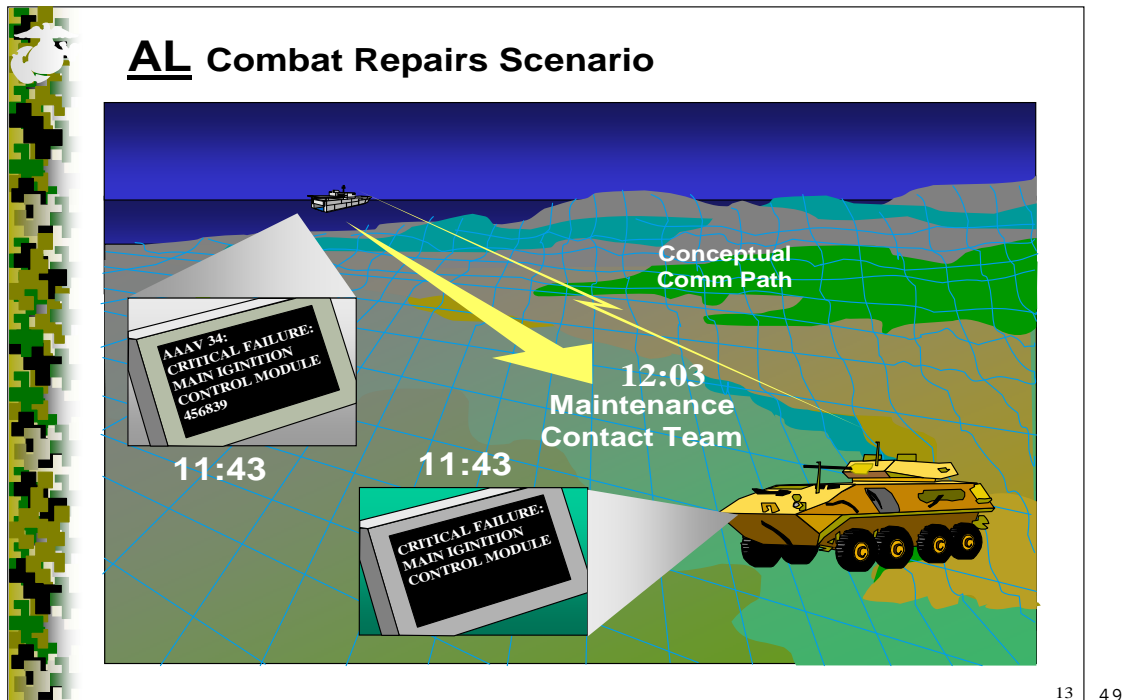 AL Combat Repairs Scenario
Conceptual
Comm Path
AAAV 34:
CRITICAL FAILURE:
MAIN IGINITION
CONTROL MODULE
456839
12:03
Maintenance
Contact Team
11:43
11:43
CRITICAL FAILURE:
MAIN IGINITION
CONTROL MODULE
13
49